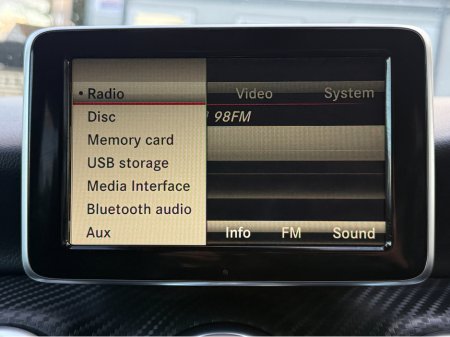 • Radio Video System
Disc 98FM
Memory card
USB storage
Media Interface
Bluetooth audio
Aux Info FM Sound